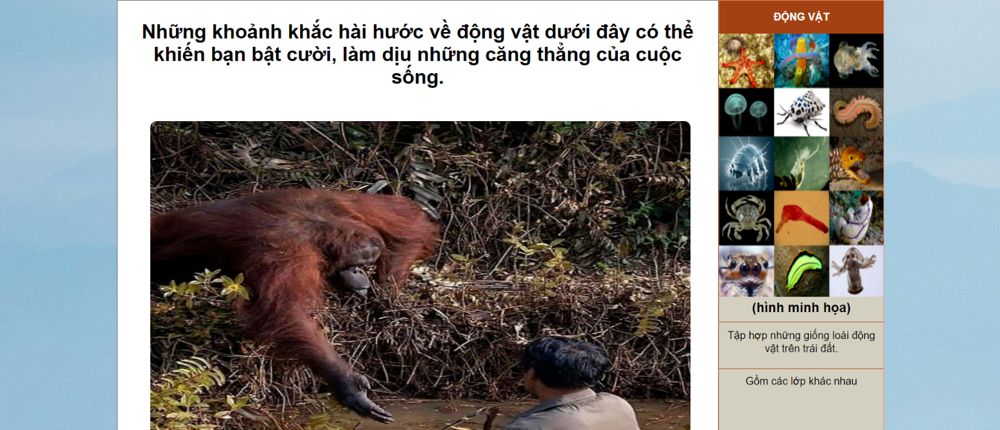 Những khoảnh khắc hài hước về động vật dưới đây có thể
khiến bạn bật cười, làm dịu những căng thẳng của cuộc
sống.
ĐỘNG VẬT
(hình minh họa)
Tập hợp những giống loài động
vật trên trái đất.
Gồm các lớp khác nhau